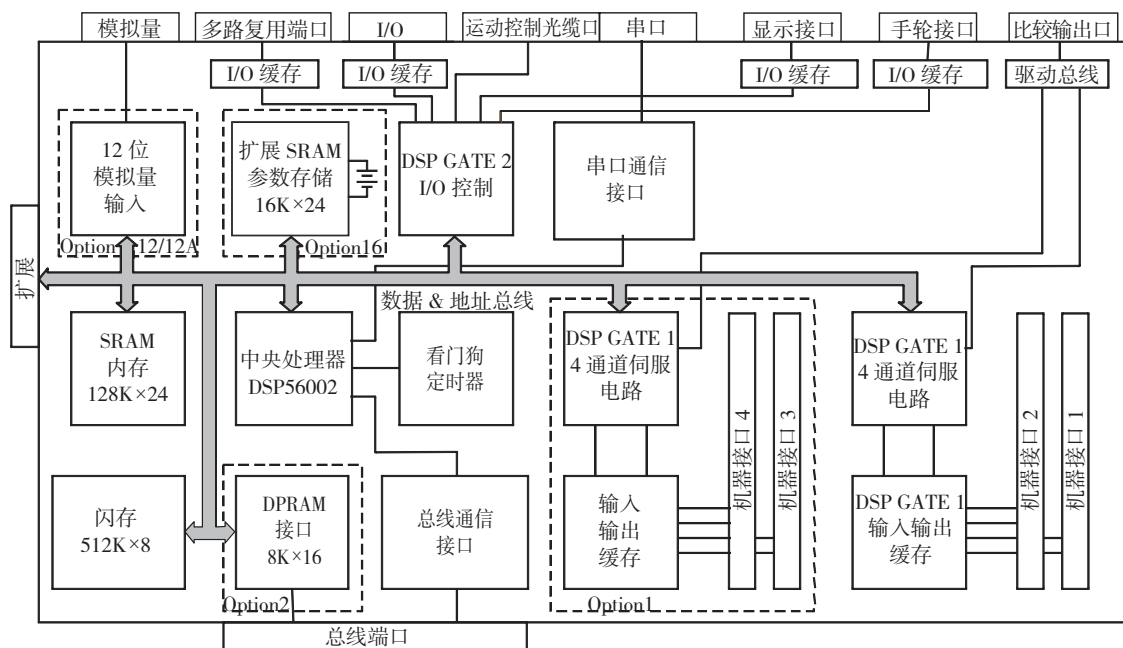 模拟量
多路复用端口
I/O
运动控制光缆口
串口
显示接口
手轮接口
比较输出口
I/O 缓存
I/O 缓存
I/O 缓存
I/O 缓存
驱动总线
12 位
模拟量
输入
Option 12/12A
扩展 SRAM
参数存储
16K×24
Option16
DSP GATE 2
I/O 控制
串口通信
接口
扩展
数据 & 地址总线
SRAM
内存
128K×24
中央处理器
DSP56002
看门狗
定时器
DSP GATE 1
4 通道伺服
电路
机器接口 4
机器接口 3
DSP GATE 1
4 通道伺服
电路
机器接口 2
机器接口 1
闪存
512K×8
DPRAM
接口
8K×16
Option2
总线通信
接口
输入
输出
缓存
Option1
DSP GATE 1
输入输出
缓存
总线端口